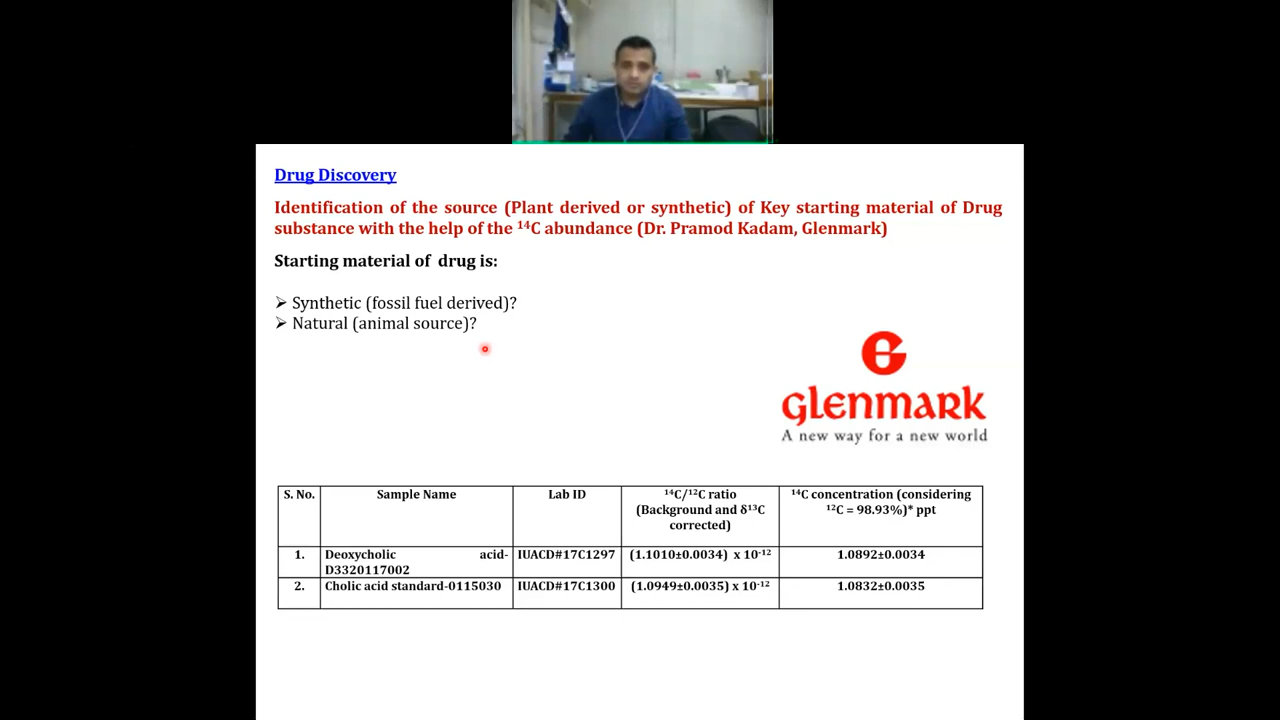 Drug Discovery
Identification of the source (Plant derived or synthetic) of Key starting material of Drug
substance with the help of the ¹⁴C abundance (Dr. Pramod Kadam, Glenmark)
Starting material of drug is:
➢ Synthetic (fossil fuel derived)?
➢ Natural (animal source)?
GLENMARK
A new way for a new world
S. No. Sample Name Lab ID ¹⁴C/¹²C ratio (Background and δ¹³C corrected) ¹⁴C concentration (considering ¹²C = 98.93%)* ppt
1. Deoxycholic acid-D3320117002 IUACD#17C1297 (1.1010±0.0034) x 10⁻¹² 1.0892±0.0034
2. Cholic acid standard-0115030 IUACD#17C1300 (1.0949±0.0035) x 10⁻¹² 1.0832±0.0035